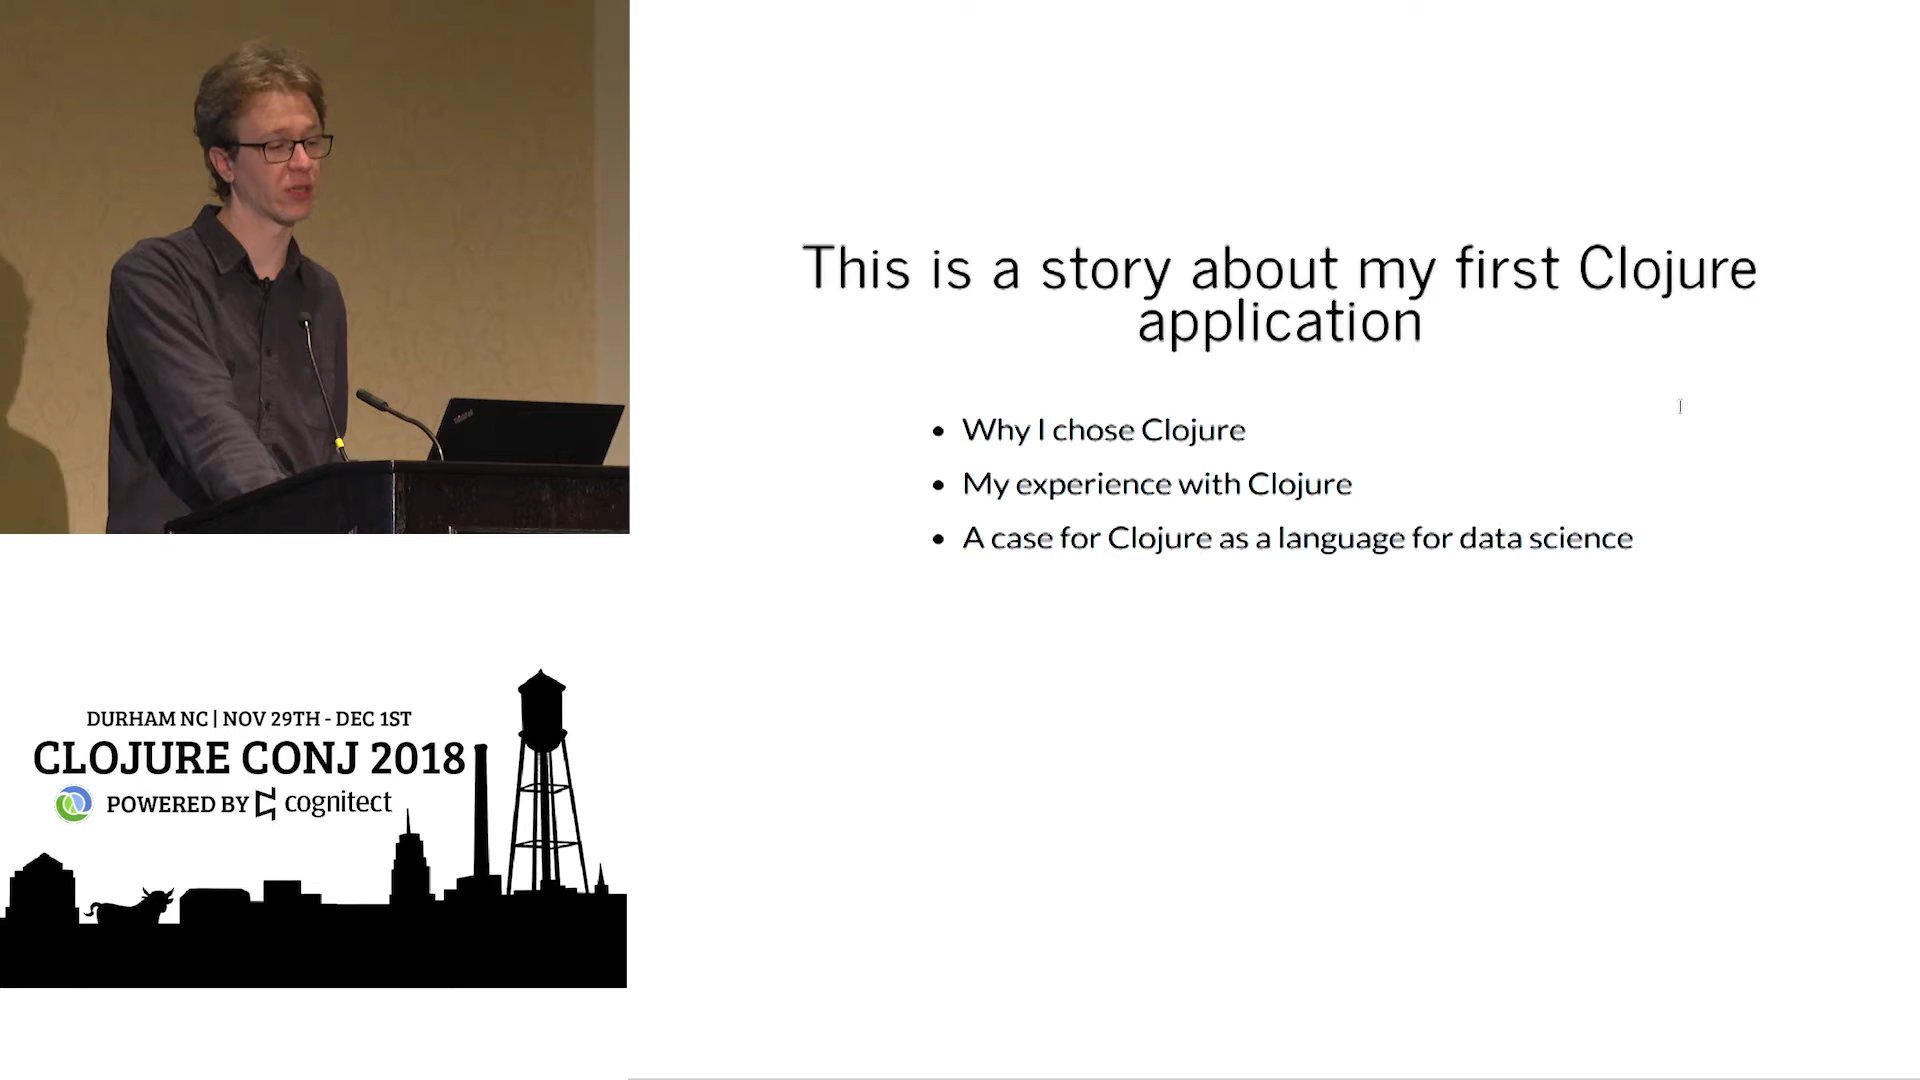 This is a story about my first Clojure
application
Why I chose Clojure
My experience with Clojure
A case for Clojure as a language for data science
DURHAM NC | NOV 29TH - DEC 1ST
CLOJURE CONJ 2018
POWERED BY cognitect
ThinkPad